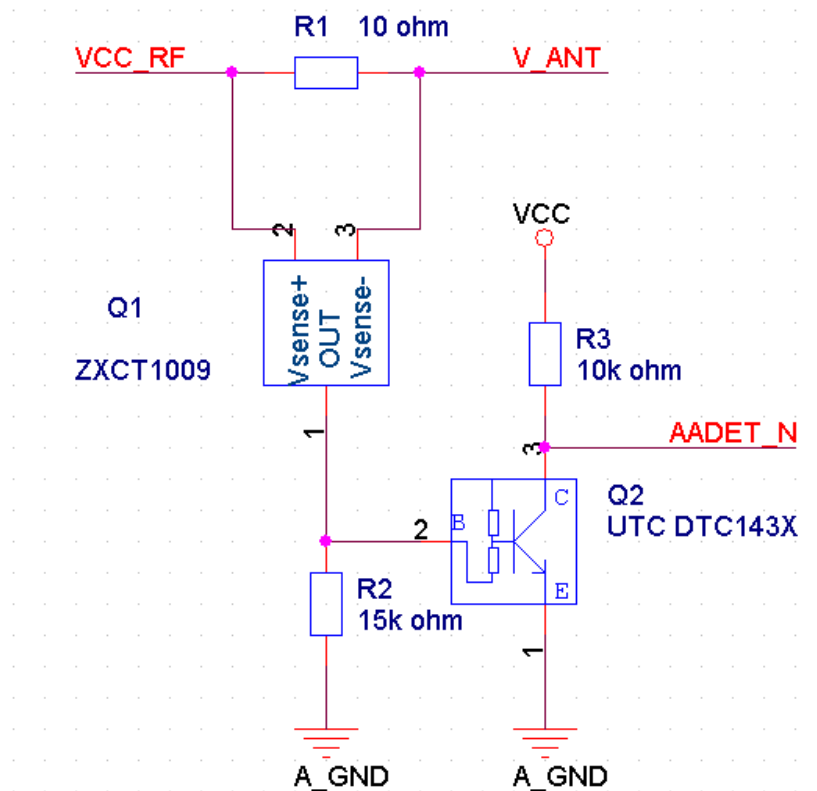 R1 10 ohm
VCC_RF
V_ANT
2
3
VCC
Vsense+
OUT
Vsense-
Q1
ZXCT1009
R3
10k ohm
1
AADET_N
3
C
Q2
UTC DTC143X
2
B
R2
15k ohm
E
1
A_GND
A_GND